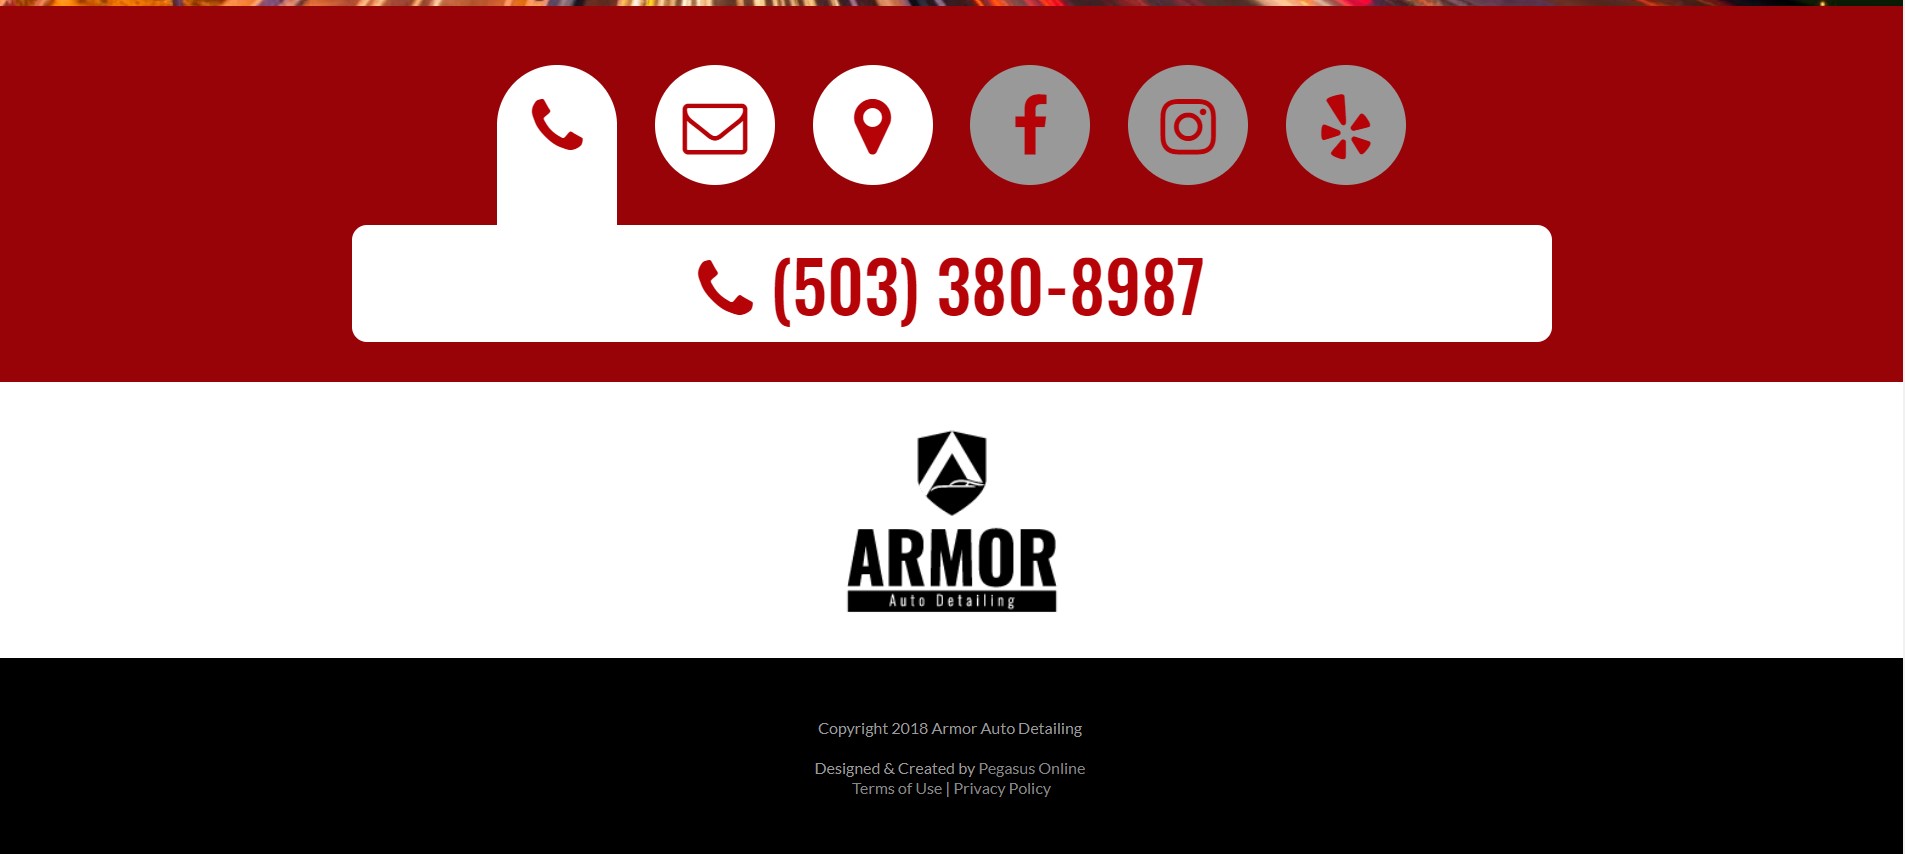 (503) 380-8987
ARMOR
Auto Detailing
Copyright 2018 Armor Auto Detailing
Designed & Created by Pegasus Online
Terms of Use | Privacy Policy